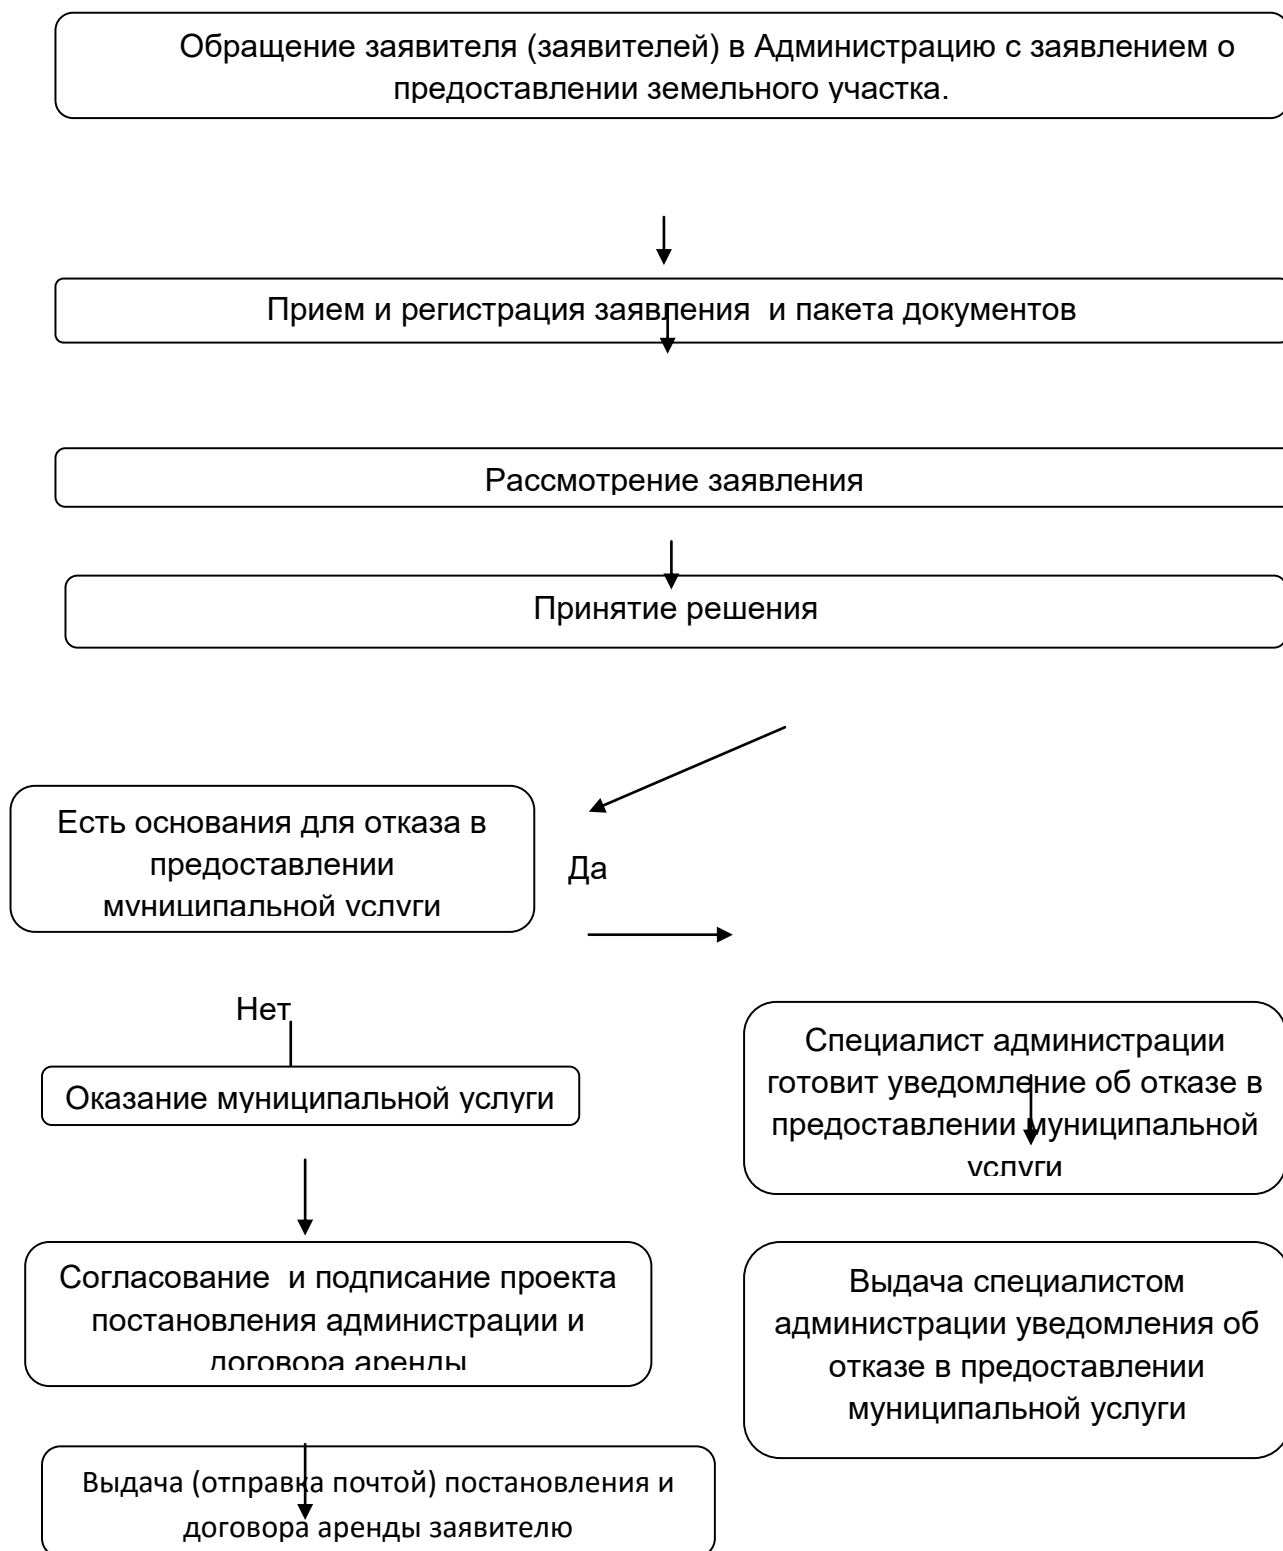 Обращение заявителя (заявителей) в Администрацию с заявлением о
предоставлении земельного участка.
Прием и регистрация заявления  и пакета документов
Рассмотрение заявления
Принятие решения
Есть основания для отказа в
предоставлении
муниципальной услуги
Да
Нет
Оказание муниципальной услуги
Согласование  и подписание проекта
постановления администрации и
договора аренды
Выдача (отправка почтой) постановления и
договора аренды заявителю
Специалист администрации
готовит уведомление об отказе в
предоставлении муниципальной
услуги
Выдача специалистом
администрации уведомления об
отказе в предоставлении
муниципальной услуги